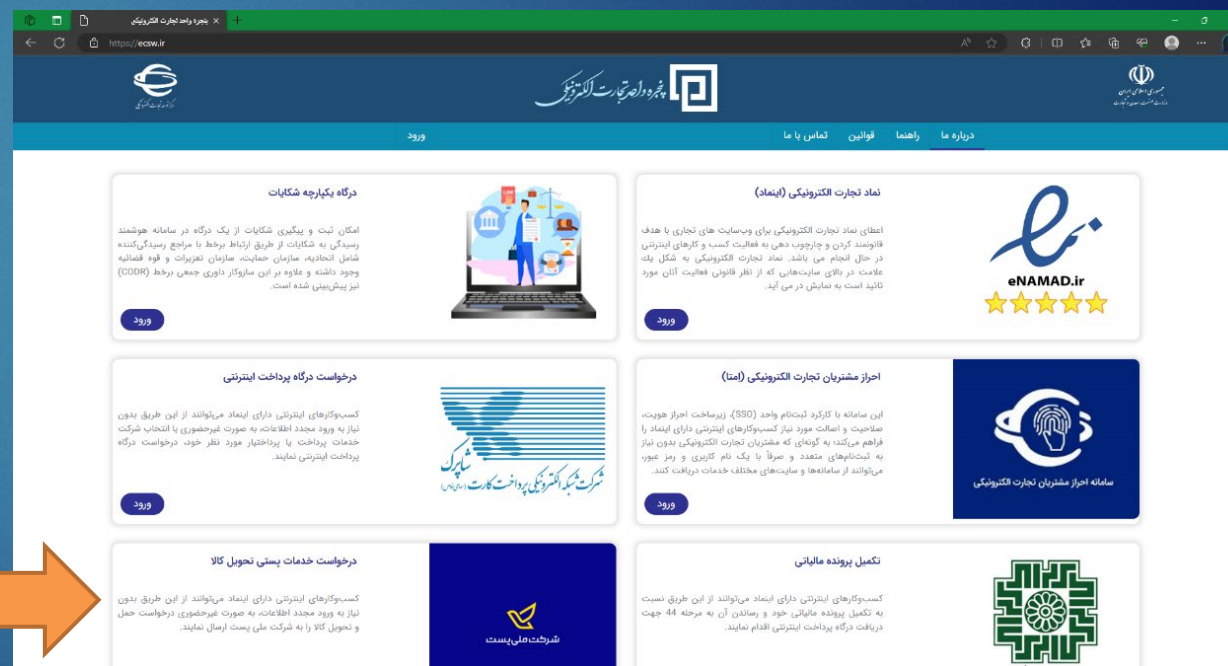 پنجره واحد تجارت الکترونیکی
https://ecsw.ir
جمهوری اسلامی ایران
وزارت صنعت، معدن و تجارت
پنجره واحد تجارت الکترونیکی
درباره ما
راهنما
قوانین
تماس با ما
ورود
نماد تجارت الکترونیکی (اینماد)
اعطای نماد تجارت الکترونیکی برای وب‌سایت های تجاری با هدف
قانونمند کردن و چارچوب دهی به فعالیت کسب و کارهای اینترنتی
در حال انجام می باشد. نماد تجارت الکترونیکی به شکل یک
علامت در بالای سایت‌هایی که از نظر قانونی فعالیت آنان مورد
تائید است به نمایش در می آید.
ورود
eNAMAD.ir
درگاه یکپارچه شکایات
امکان ثبت و پیگیری شکایات از یک درگاه در سامانه هوشمند
رسیدگی به شکایات از طریق ارتباط برخط با مراجع رسیدگی‌کننده
شامل اتحادیه، سازمان حمایت، سازمان تعزیرات و قوه قضائیه
وجود داشته و علاوه بر این سازوکار داوری جمعی برخط (CODR)
نیز پیش‌بینی شده است.
ورود
احراز مشتریان تجارت الکترونیکی (اِمتا)
این سامانه با کارکرد ثبت‌نام واحد (SSO)، زیرساخت احراز هویت،
صلاحیت و اصالت مورد نیاز کسب‌وکارهای اینترنتی دارای اینماد را
فراهم می‌کند؛ به گونه‌ای که مشتریان تجارت الکترونیکی بدون نیاز
به ثبت‌نام‌های متعدد و صرفاً با یک نام کاربری و رمز عبور،
می‌توانند از سامانه‌ها و سایت‌های مختلف خدمات دریافت کنند.
ورود
سامانه احراز مشتریان تجارت الکترونیکی
درخواست درگاه پرداخت اینترنتی
کسب‌وکارهای اینترنتی دارای اینماد می‌توانند از این طریق بدون
نیاز به ورود مجدد اطلاعات، به صورت غیرحضوری با انتخاب شرکت
خدمات پرداخت یا پرداختیار مورد نظر خود، درخواست درگاه
پرداخت اینترنتی نمایند.
ورود
شاپرک
شرکت شبکه الکترونیکی پرداخت کارت (سهامی خاص)
تکمیل پرونده مالیاتی
کسب‌وکارهای اینترنتی دارای اینماد می‌توانند از این طریق نسبت
به تکمیل پرونده مالیاتی خود و رساندن آن به مرحله 44 جهت
دریافت درگاه پرداخت اینترنتی اقدام نمایند.
درخواست خدمات پستی تحویل کالا
کسب‌وکارهای اینترنتی دارای اینماد می‌توانند از این طریق بدون
نیاز به ورود مجدد اطلاعات، به صورت غیرحضوری درخواست حمل
و تحویل کالا را به شرکت ملی پست ارسال نمایند.
شرکت ملی پست